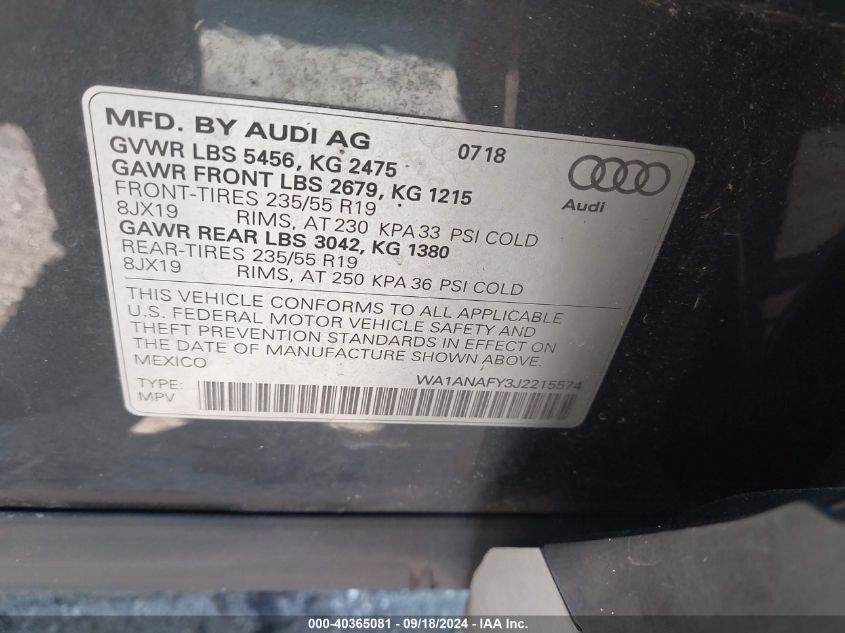 MFD. BY AUDI AG 0718
GVWR LBS 5456, KG 2475
GAWR FRONT LBS 2679, KG 1215
FRONT-TIRES 235/55 R19
8JX19 RIMS, AT 230 KPA 33 PSI COLD
Audi
GAWR REAR LBS 3042, KG 1380
REAR-TIRES 235/55 R19
8JX19 RIMS, AT 250 KPA 36 PSI COLD
THIS VEHICLE CONFORMS TO ALL APPLICABLE
U.S. FEDERAL MOTOR VEHICLE SAFETY AND
THEFT PREVENTION STANDARDS IN EFFECT ON
THE DATE OF MANUFACTURE SHOWN ABOVE.
MEXICO
WA1ANAFY3J2215574
TYPE:
MPV
000-40365081 - 09/18/2024 - IAA, Inc.